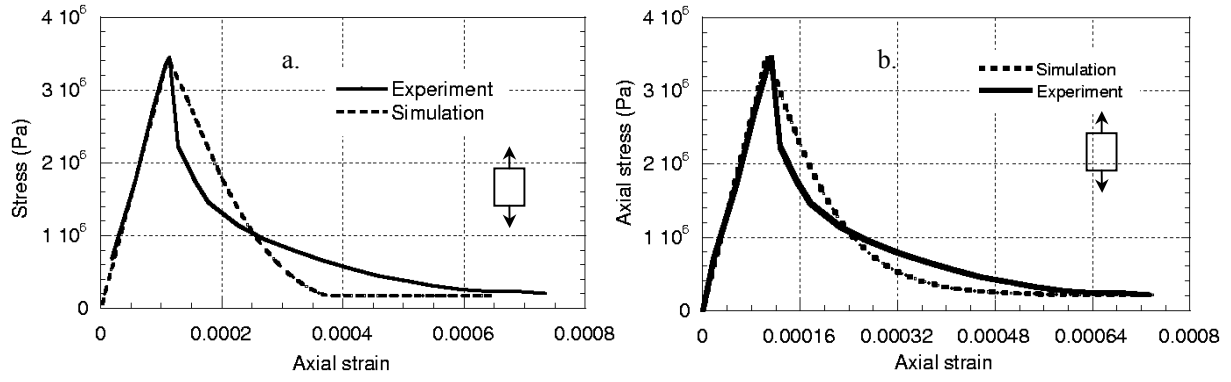 4 10⁶
3 10⁶
2 10⁶
1 10⁶
0
Stress (Pa)
a.
Experiment
Simulation
0 0.0002 0.0004 0.0006 0.0008
Axial strain
4 10⁶
3 10⁶
2 10⁶
1 10⁶
0
Axial stress (Pa)
b.
Simulation
Experiment
0 0.00016 0.00032 0.00048 0.00064 0.0008
Axial strain